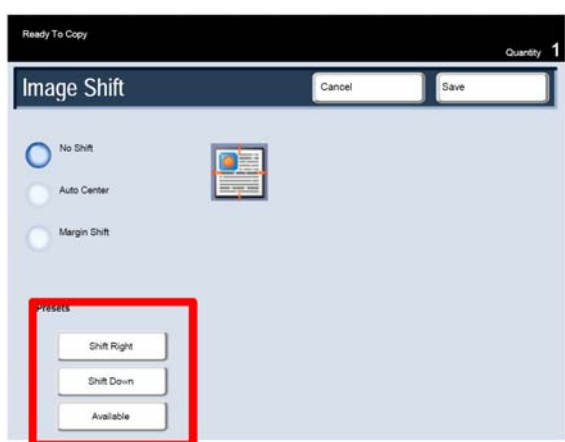 Ready To Copy
Quantity 1
Image Shift
Cancel
Save
No Shift
Auto Center
Margin Shift
Presets
Shift Right
Shift Down
Available